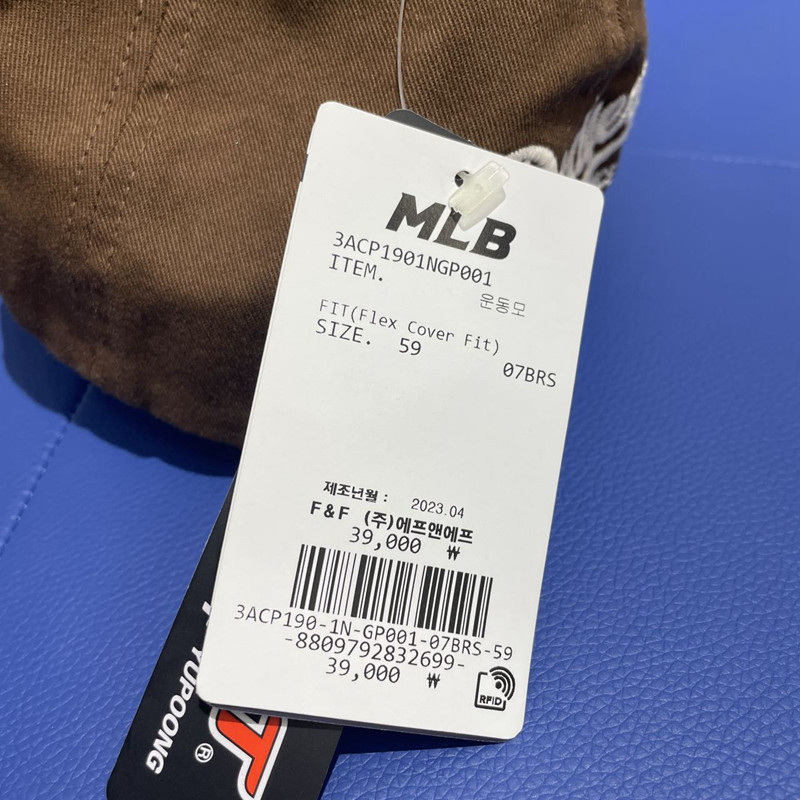 MLB
3ACP1901NGP001
ITEM.
운동모
FIT(Flex Cover Fit)
SIZE. 59
07BRS
제조년월 : 2023.04
F&F (주)에프앤에프
39,000 ₩
3ACP190-1N-GP001-07BRS-59
-8809792832699-
39,000 ₩
RFID
YUPOONG
®